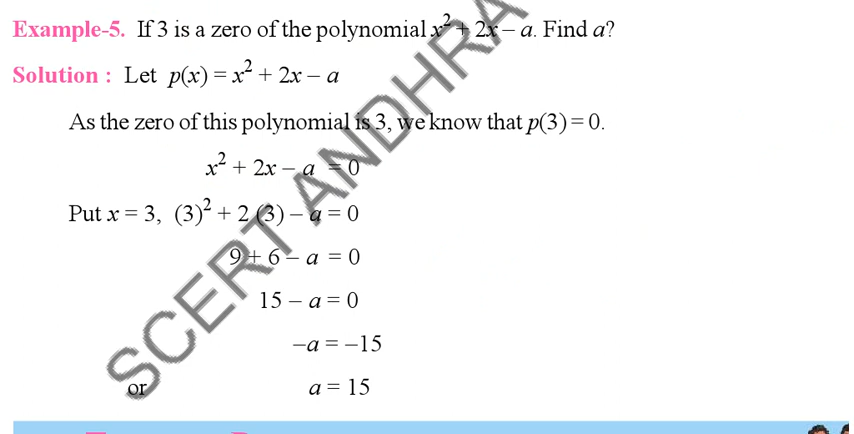 Example-5. If 3 is a zero of the polynomial x² + 2x – a. Find a?
Solution : Let p(x) = x² + 2x – a
As the zero of this polynomial is 3, we know that p(3) = 0.
x² + 2x – a = 0
Put x = 3, (3)² + 2 (3) – a = 0
9 + 6 – a = 0
15 – a = 0
–a = –15
or a = 15
SCERT ANDHRA